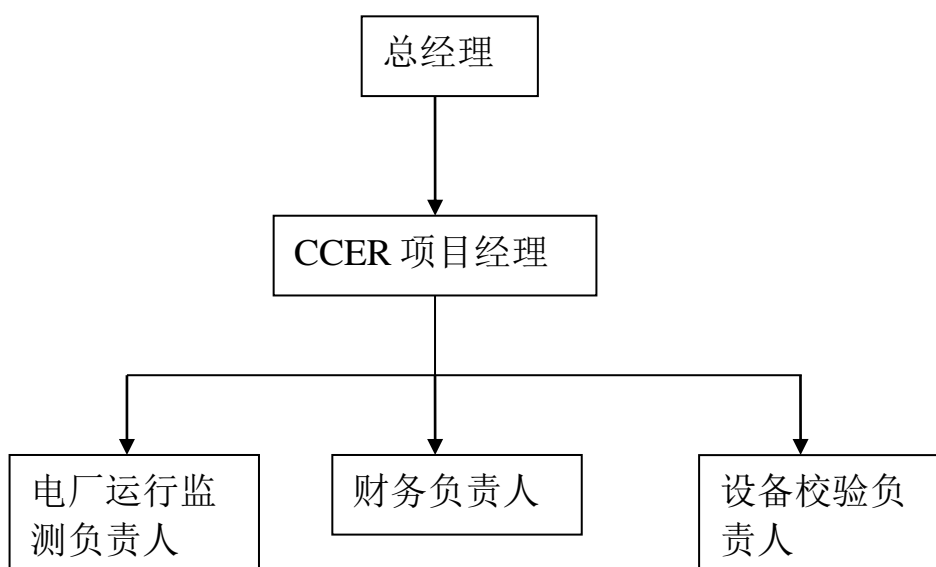 总经理
CCER 项目经理
电厂运行监
测负责人
财务负责人
设备校验负
责人